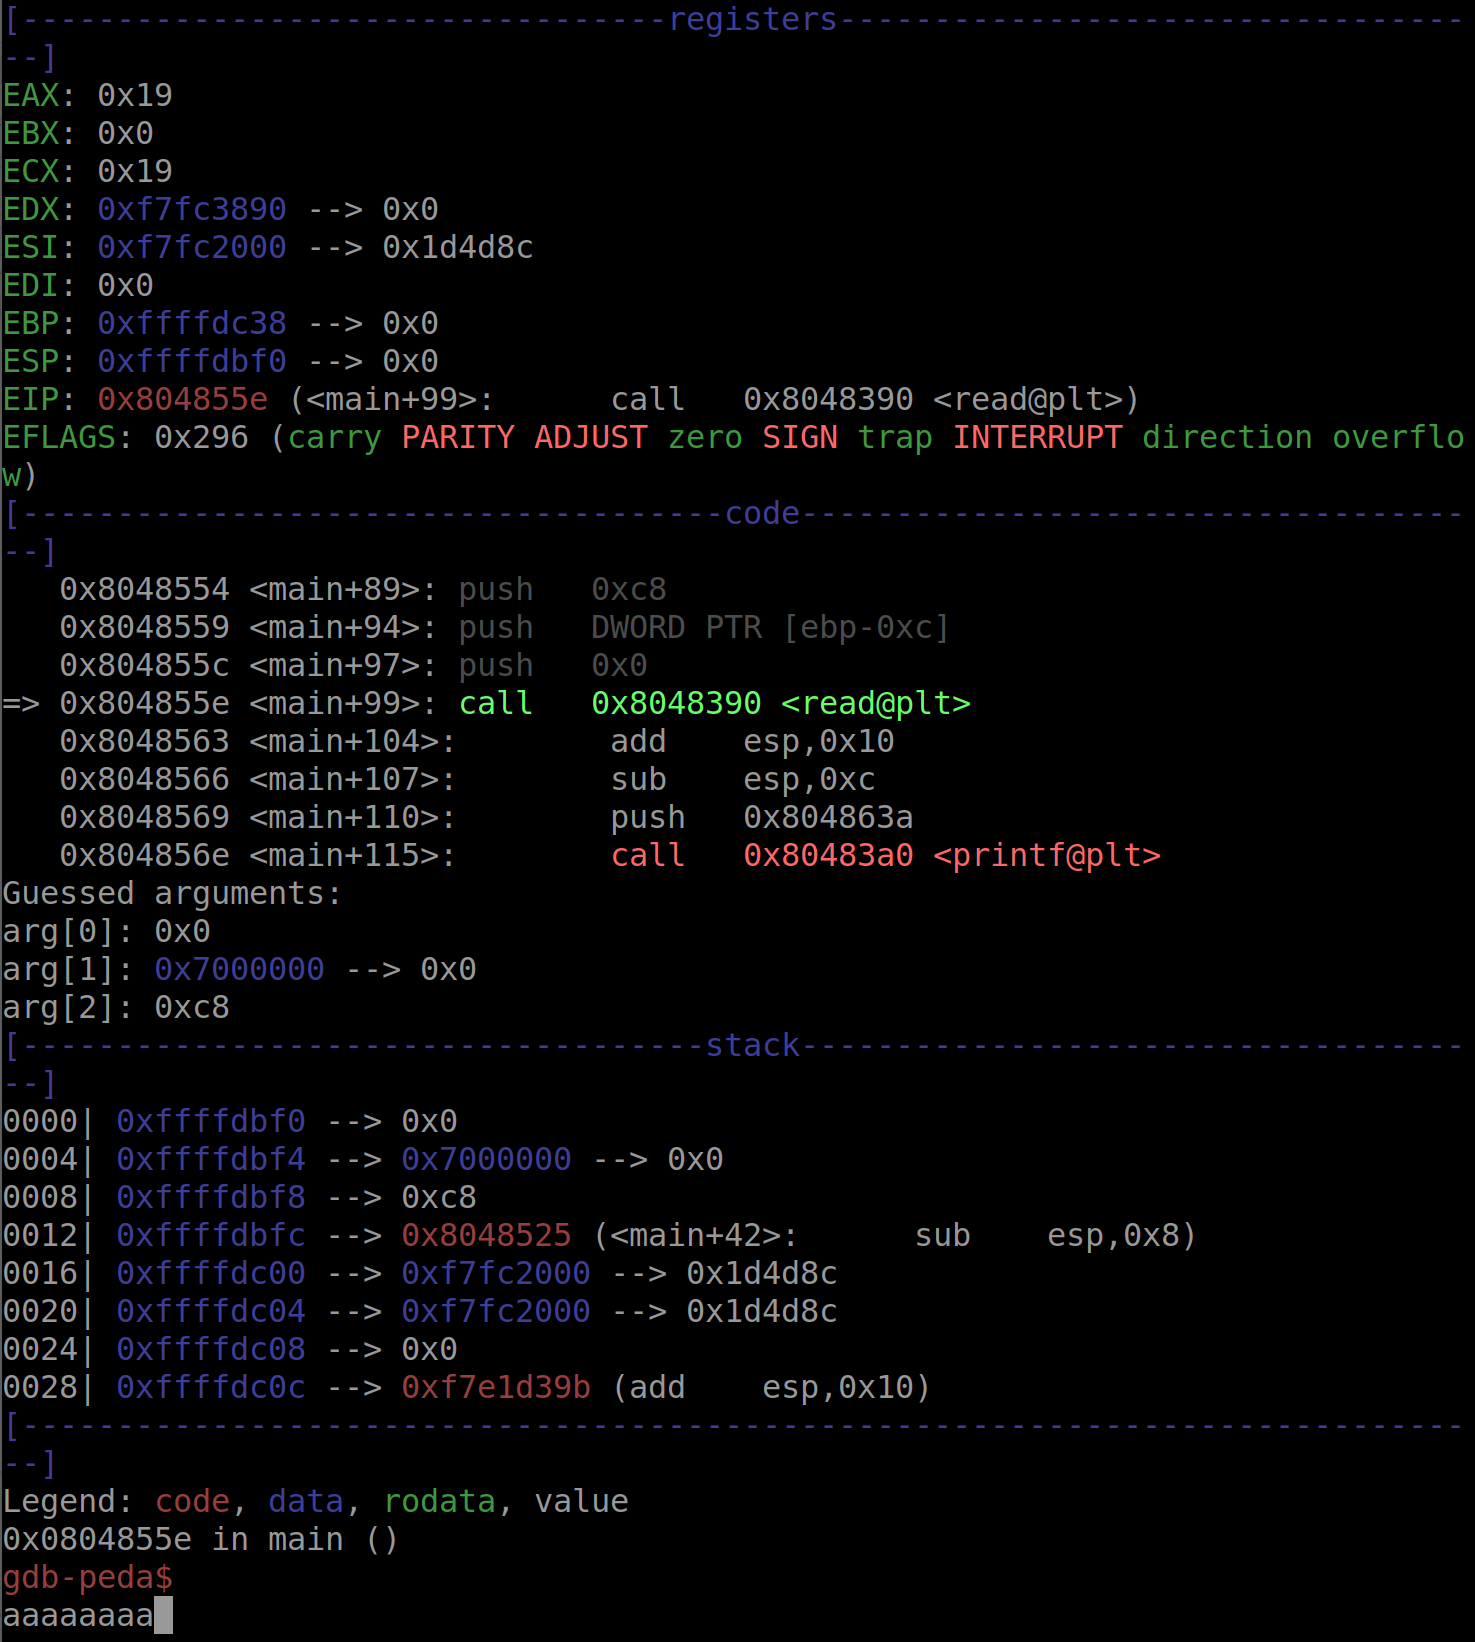 [----------------------------------registers---------------------------------
--]
EAX: 0x19
EBX: 0x0
ECX: 0x19
EDX: 0xf7fc3890 --> 0x0
ESI: 0xf7fc2000 --> 0x1d4d8c
EDI: 0x0
EBP: 0xffffdc38 --> 0x0
ESP: 0xffffdbf0 --> 0x0
EIP: 0x804855e (<main+99>:      call   0x8048390 <read@plt>)
EFLAGS: 0x296 (carry PARITY ADJUST zero SIGN trap INTERRUPT direction overflo
w)
[-------------------------------------code-----------------------------------
--]
   0x8048554 <main+89>: push   0xc8
   0x8048559 <main+94>: push   DWORD PTR [ebp-0xc]
   0x804855c <main+97>: push   0x0
=> 0x804855e <main+99>: call   0x8048390 <read@plt>
   0x8048563 <main+104>:        add    esp,0x10
   0x8048566 <main+107>:        sub    esp,0xc
   0x8048569 <main+110>:        push   0x804863a
   0x804856e <main+115>:        call   0x80483a0 <printf@plt>
Guessed arguments:
arg[0]: 0x0
arg[1]: 0x7000000 --> 0x0
arg[2]: 0xc8
[------------------------------------stack-----------------------------------
--]
0000| 0xffffdbf0 --> 0x0
0004| 0xffffdbf4 --> 0x7000000 --> 0x0
0008| 0xffffdbf8 --> 0xc8
0012| 0xffffdbfc --> 0x8048525 (<main+42>:      sub    esp,0x8)
0016| 0xffffdc00 --> 0xf7fc2000 --> 0x1d4d8c
0020| 0xffffdc04 --> 0xf7fc2000 --> 0x1d4d8c
0024| 0xffffdc08 --> 0x0
0028| 0xffffdc0c --> 0xf7e1d39b (add    esp,0x10)
[----------------------------------------------------------------------------
--]
Legend: code, data, rodata, value
0x0804855e in main ()
gdb-peda$
aaaaaaaa